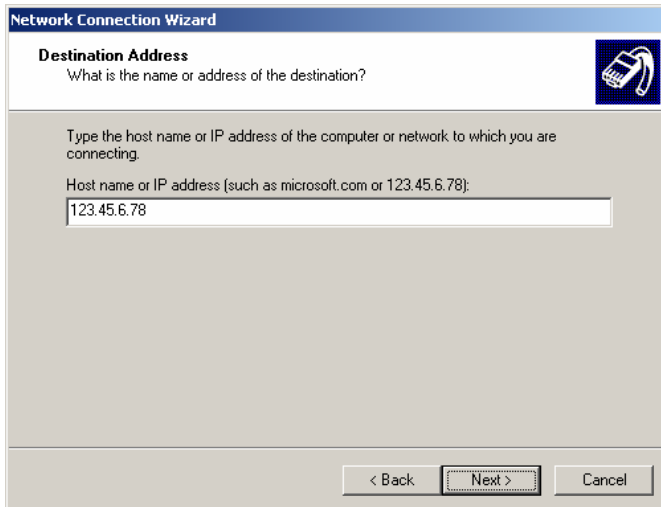 Network Connection Wizard
Destination Address
What is the name or address of the destination?
Type the host name or IP address of the computer or network to which you are
connecting.
Host name or IP address (such as microsoft.com or 123.45.6.78):
123.45.6.78
< Back
Next >
Cancel